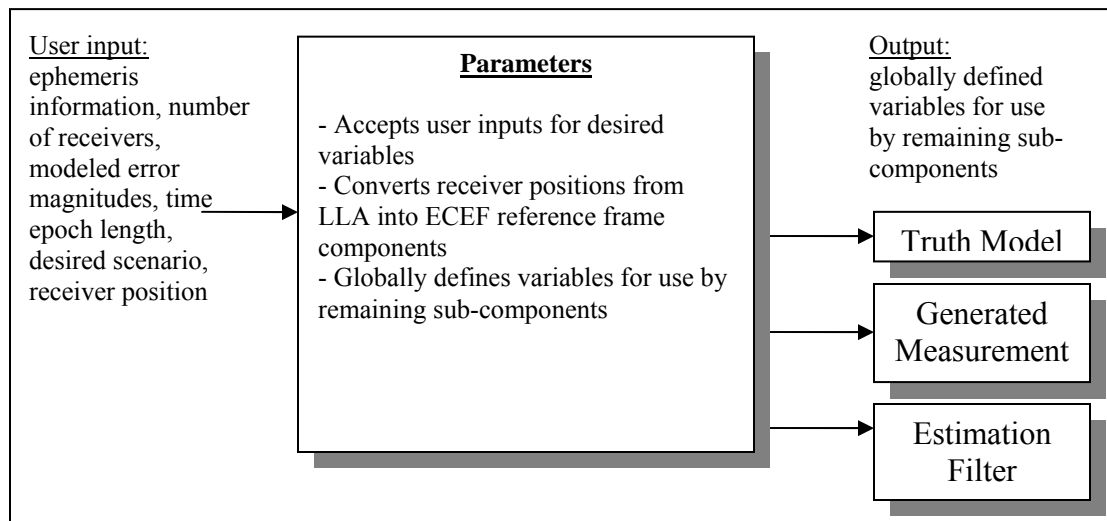 User input:
ephemeris
information, number
of receivers,
modeled error
magnitudes, time
epoch length,
desired scenario,
receiver position
Parameters
- Accepts user inputs for desired
variables
- Converts receiver positions from
LLA into ECEF reference frame
components
- Globally defines variables for use by
remaining sub-components
Output:
globally defined
variables for use
by remaining sub-
components
Truth Model
Generated
Measurement
Estimation
Filter